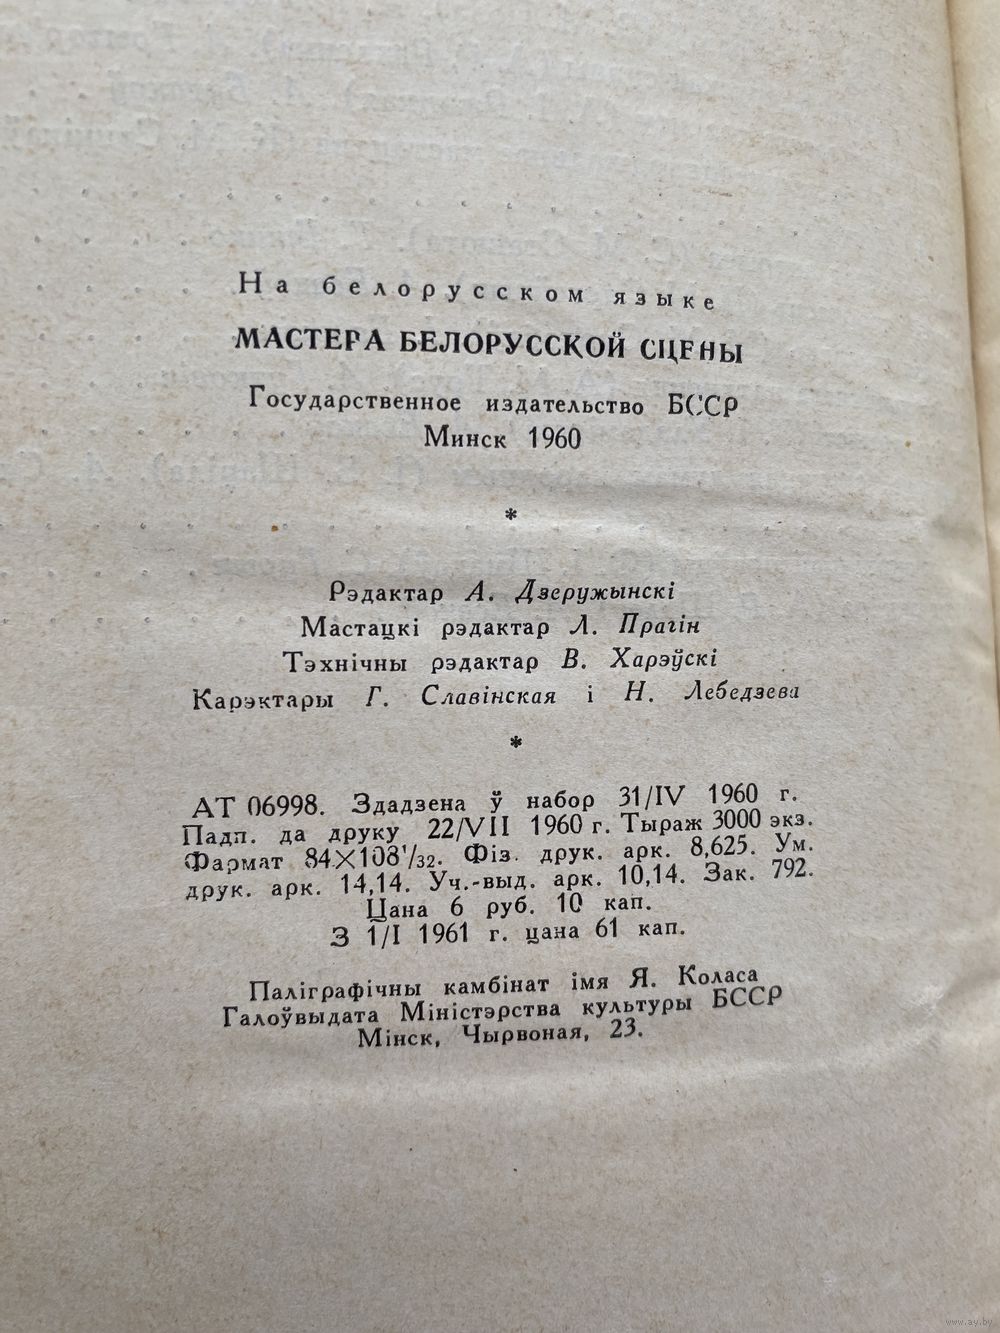 На белорусском языке
МАСТЕРА БЕЛОРУССКОЙ СЦЕНЫ
Государственное издательство БССР
Минск 1960
*
Рэдактар А. Дзеружынскі
Мастацкі рэдактар Л. Прагін
Тэхнічны рэдактар В. Харэўскі
Карэктары Г. Славінская і Н. Лебедзева
*
АТ 06998. Здадзена ў набор 31/IV 1960 г.
Падп. да друку 22/VII 1960 г. Тыраж 3000 экз.
Фармат 84×108¹/₃₂. Фіз. друк. арк. 8,625. Ум.
друк. арк. 14,14. Уч.-выд. арк. 10,14. Зак. 792.
Цана 6 руб. 10 кап.
З 1/I 1961 г. цана 61 кап.
Паліграфічны камбінат імя Я. Коласа
Галоўвыдата Міністэрства культуры БССР
Мінск, Чырвоная, 23.
www.ay.by